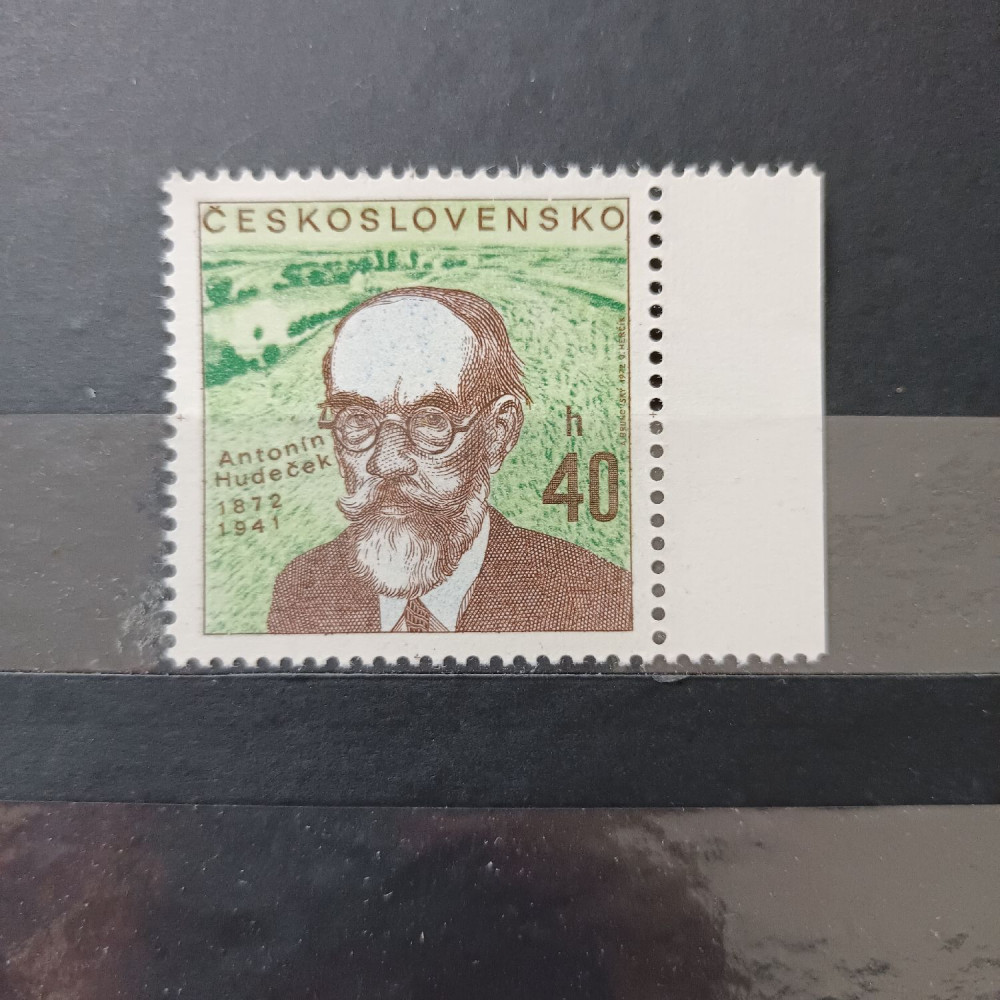 ČESKOSLOVENSKO
Antonín
Hudeček
1872
1941
h
40